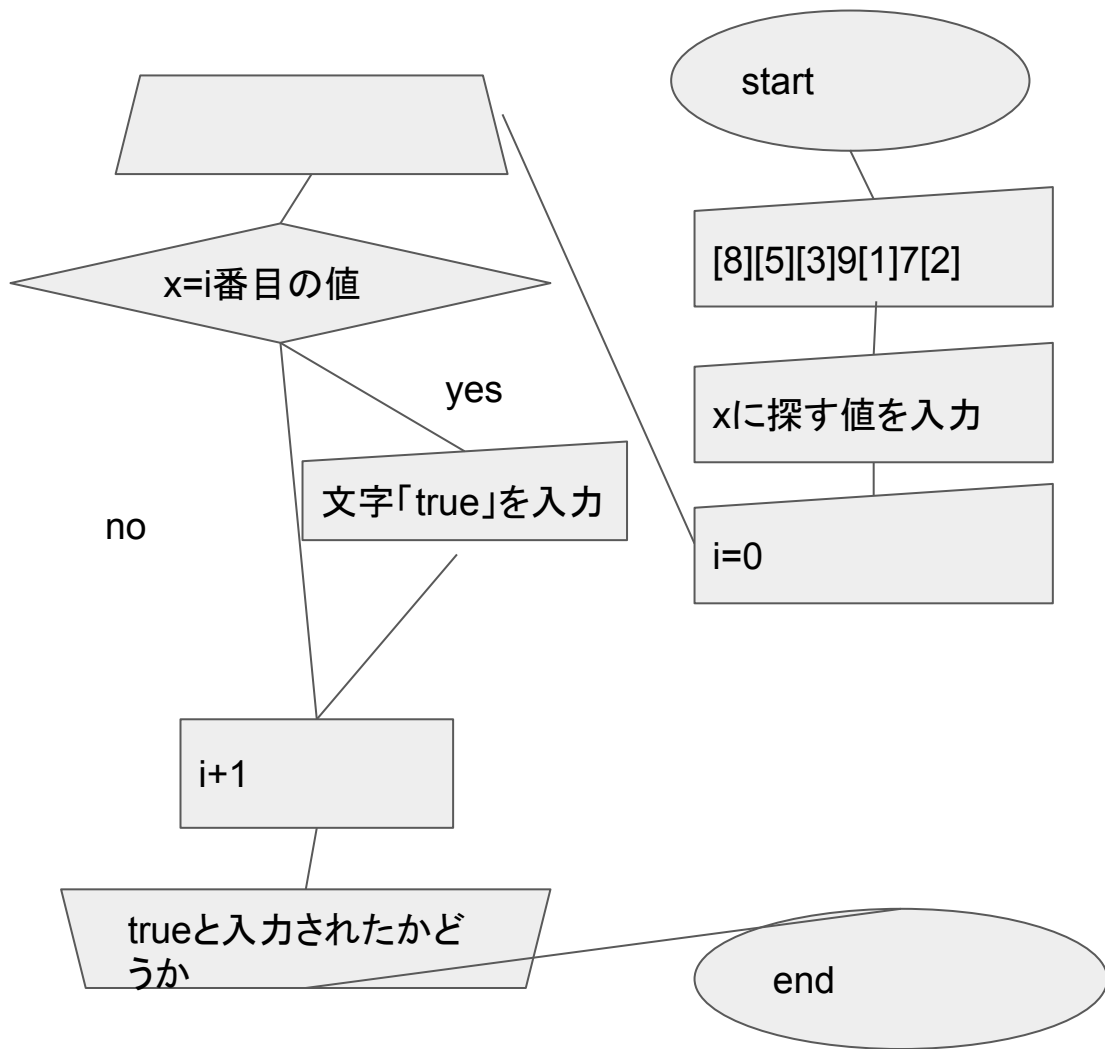 start
[8][5][3]9[1]7[2]
xに探す値を入力
i=0
x=i番目の値
yes
文字「true」を入力
no
i+1
trueと入力されたかど
うか
end